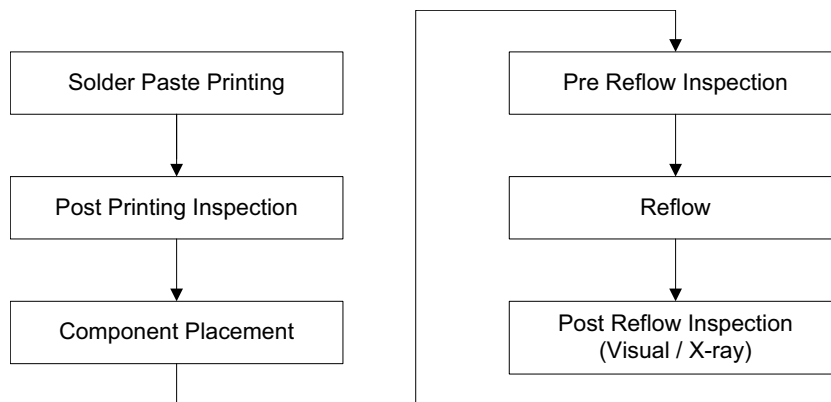 Solder Paste Printing
Post Printing Inspection
Component Placement
Pre Reflow Inspection
Reflow
Post Reflow Inspection
(Visual / X-ray)